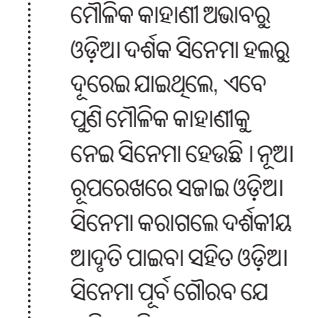 ମୌଳିକ କାହାଣୀ ଅଭାବରୁ
ଓଡ଼ିଆ ଦର୍ଶକ ସିନେମା ହଲରୁ
ଦୂରେଇ ଯାଇଥିଲେ, ଏବେ
ପୁଣି ମୌଳିକ କାହାଣୀକୁ
ନେଇ ସିନେମା ହେଉଛି । ନୂଆ
ରୂପରେଖରେ ସଜାଇ ଓଡ଼ିଆ
ସିନେମା କରାଗଲେ ଦର୍ଶକୀୟ
ଆଦୃତି ପାଇବା ସହିତ ଓଡ଼ିଆ
ସିନେମା ପୂର୍ବ ଗୌରବ ଯେ